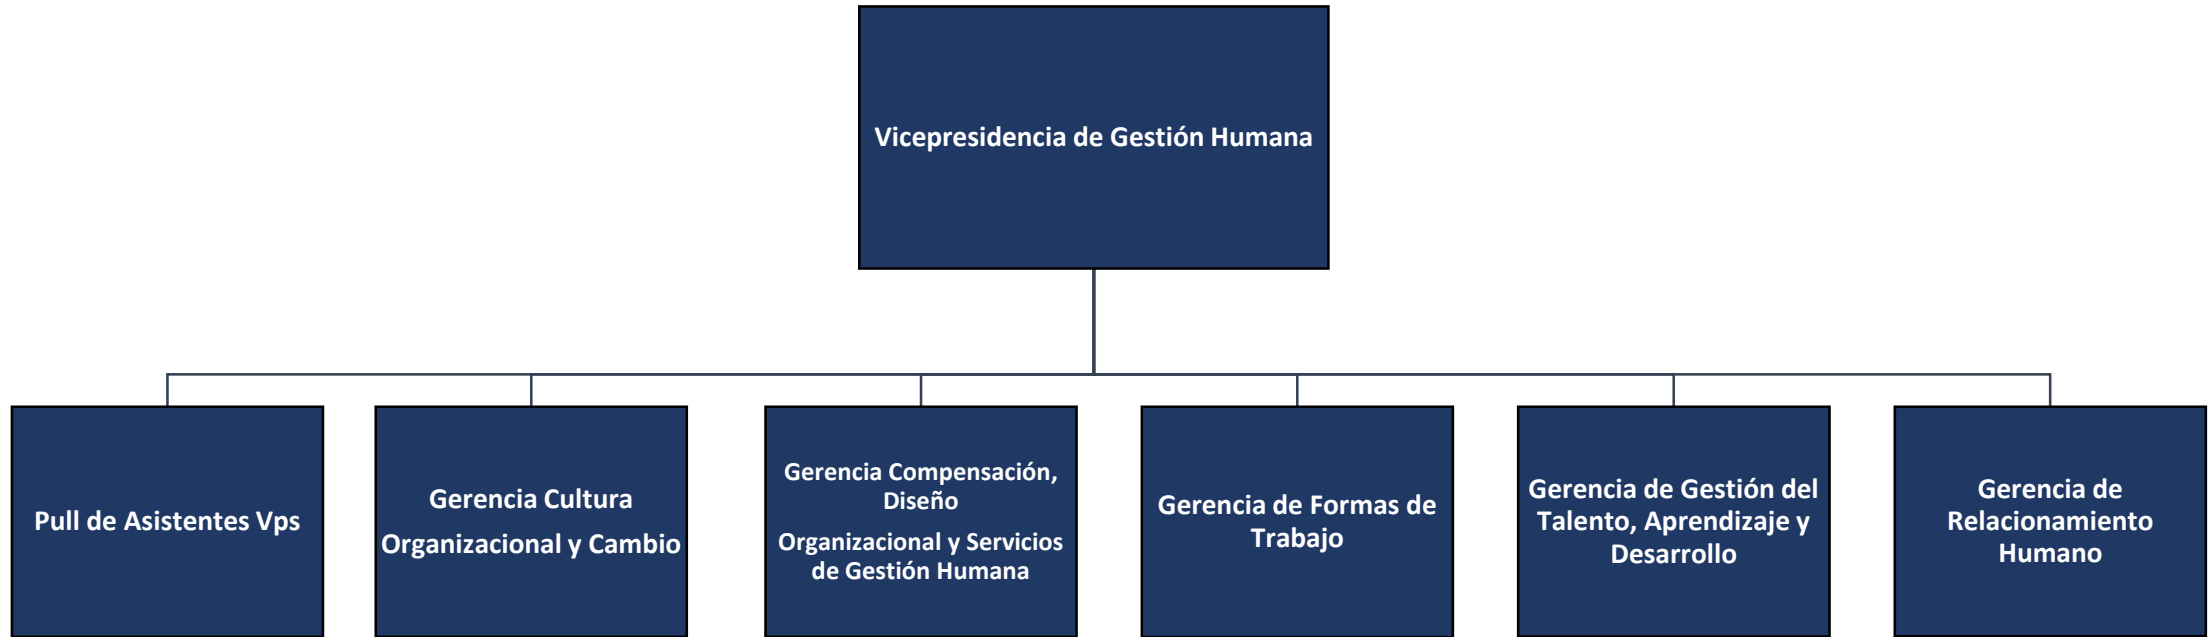 Vicepresidencia de Gestión Humana
Pull de Asistentes Vps
Gerencia Cultura
Organizacional y Cambio
Gerencia Compensación,
Diseño
Organizacional y Servicios
de Gestión Humana
Gerencia de Formas de
Trabajo
Gerencia de Gestión del
Talento, Aprendizaje y
Desarrollo
Gerencia de
Relacionamiento
Humano